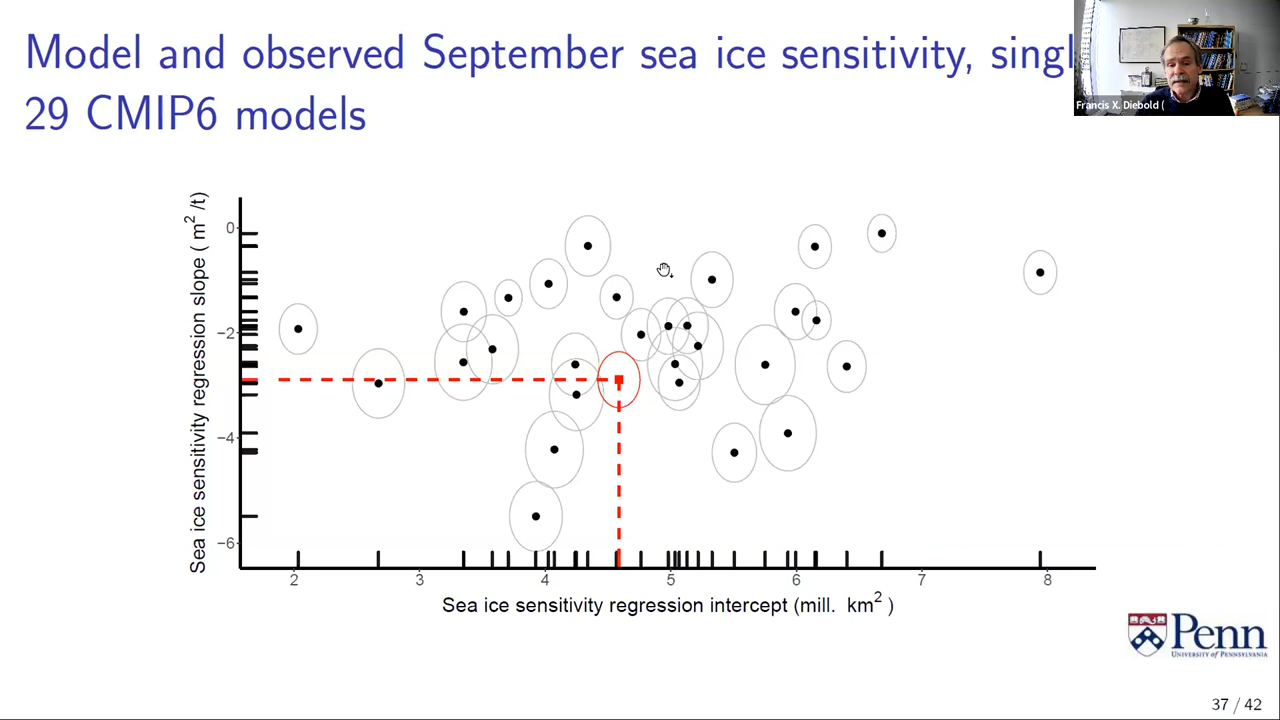 Model and observed September sea ice sensitivity, singl
29 CMIP6 models
Francis X. Diebold (
Sea ice sensitivity regression slope ( m² /t)
0
−2
−4
−6
2 3 4 5 6 7 8
Sea ice sensitivity regression intercept (mill. km² )
Penn
UNIVERSITY of PENNSYLVANIA
37 / 42